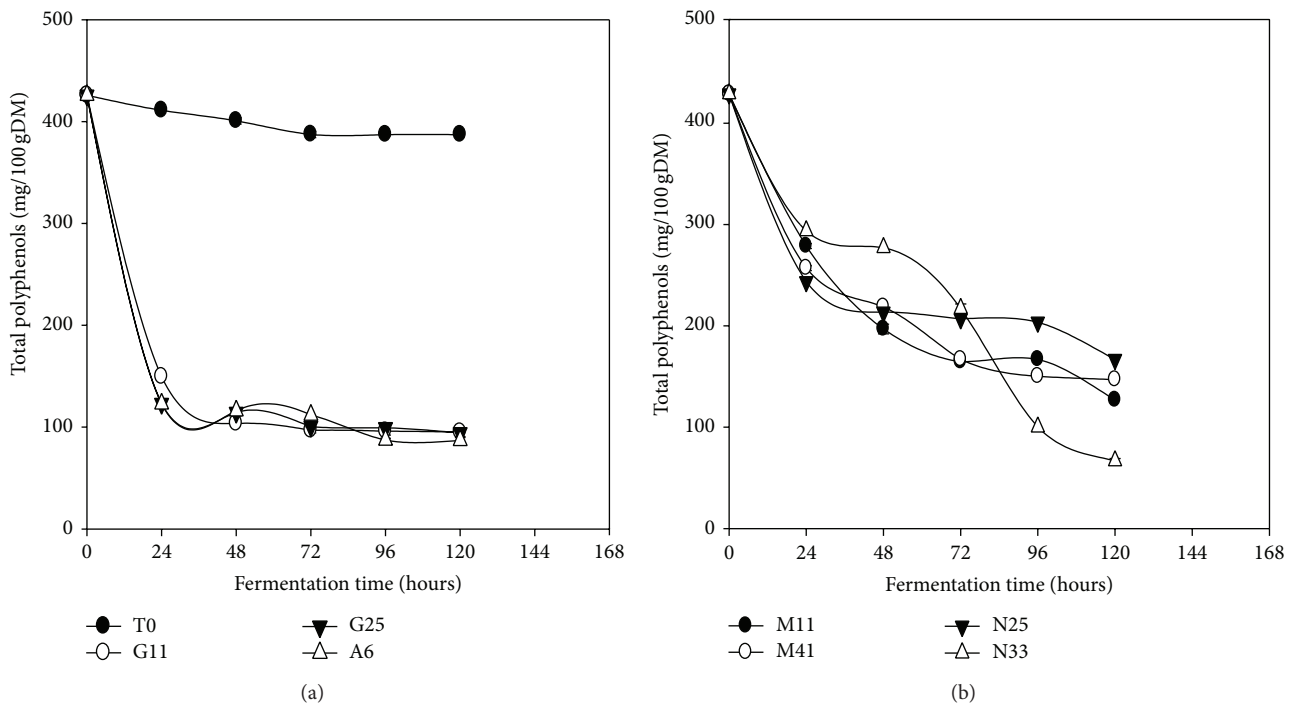 500
400
300
200
100
0
Total polyphenols (mg/100 gDM)
0 24 48 72 96 120 144 168
Fermentation time (hours)
T0 G25
G11 A6
(a)
500
400
300
200
100
0
Total polyphenols (mg/100 gDM)
0 24 48 72 96 120 144 168
Fermentation time (hours)
M11 N25
M41 N33
(b)